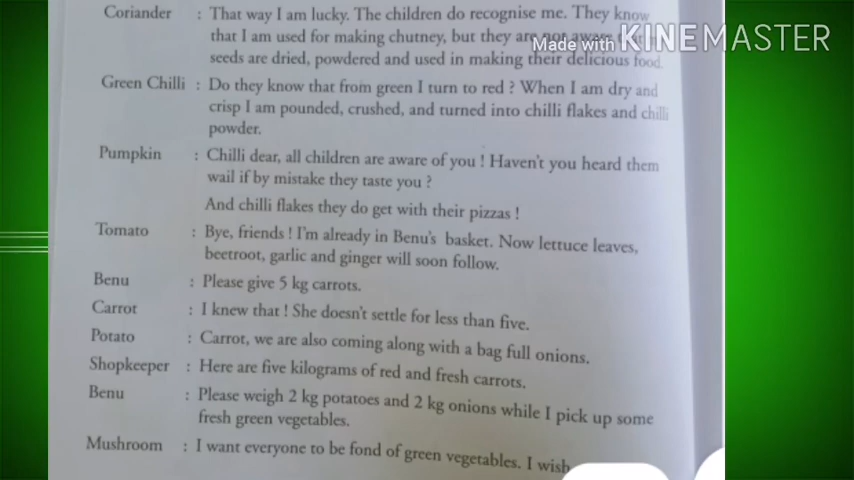 Coriander : That way I am lucky. The children do recognise me. They know
that I am used for making chutney, but they are not aware that
Made with KINEMASTER
seeds are dried, powdered and used in making their delicious food.
Green Chilli : Do they know that from green I turn to red ? When I am dry and
crisp I am pounded, crushed, and turned into chilli flakes and chilli
powder.
Pumpkin : Chilli dear, all children are aware of you ! Haven't you heard them
wail if by mistake they taste you ?
And chilli flakes they do get with their pizzas !
Tomato : Bye, friends ! I'm already in Benu's basket. Now lettuce leaves,
beetroot, garlic and ginger will soon follow.
Benu : Please give 5 kg carrots.
Carrot : I knew that ! She doesn't settle for less than five.
Potato : Carrot, we are also coming along with a bag full onions.
Shopkeeper : Here are five kilograms of red and fresh carrots.
Benu : Please weigh 2 kg potatoes and 2 kg onions while I pick up some
fresh green vegetables.
Mushroom : I want everyone to be fond of green vegetables. I wish